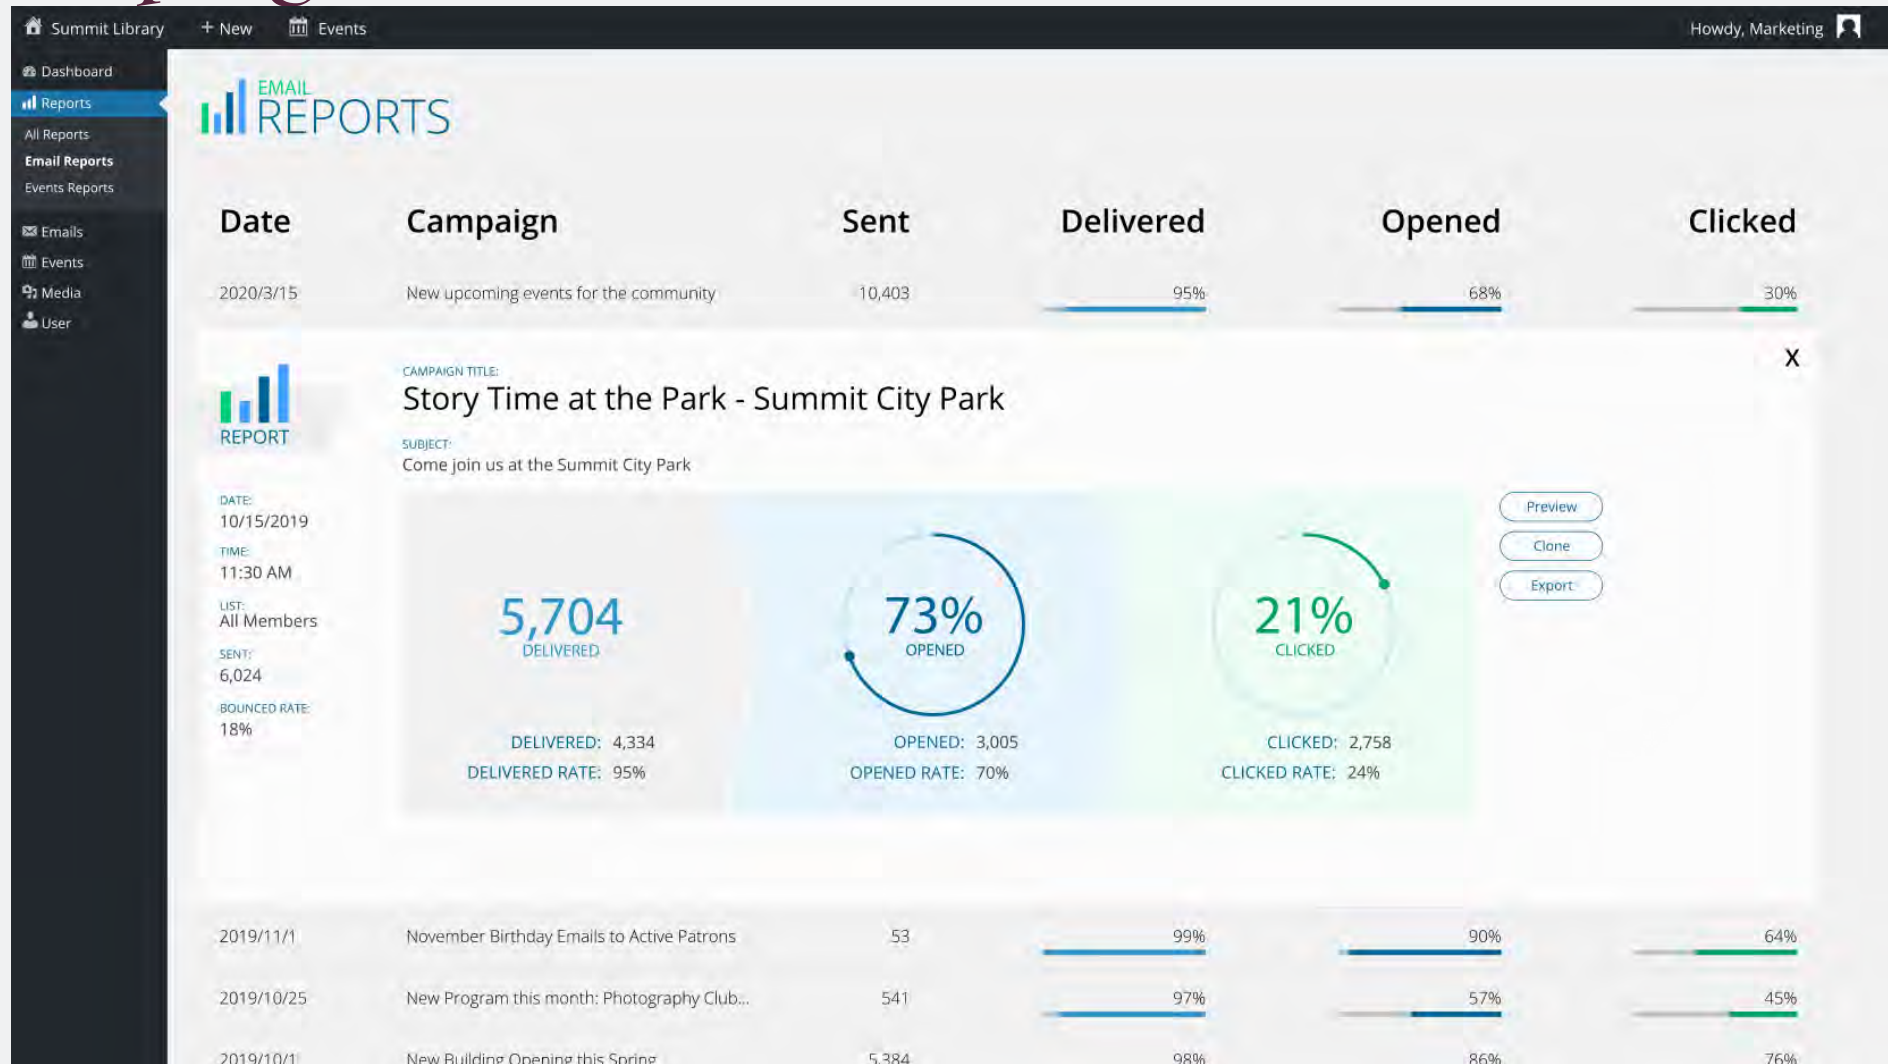 Summit Library
+ New
Events
Howdy, Marketing
Dashboard
Reports
All Reports
Email Reports
Events Reports
Emails
Events
Media
User
EMAIL
REPORTS
Date Campaign Sent Delivered Opened Clicked
2020/3/15 New upcoming events for the community 10,403 95% 68% 30%
X
REPORT
CAMPAIGN TITLE:
Story Time at the Park - Summit City Park
SUBJECT:
Come join us at the Summit City Park
DATE:
10/15/2019
TIME:
11:30 AM
LIST:
All Members
SENT:
6,024
BOUNCED RATE:
18%
5,704
DELIVERED
DELIVERED: 4,334
DELIVERED RATE: 95%
73%
OPENED
OPENED: 3,005
OPENED RATE: 70%
21%
CLICKED
CLICKED: 2,758
CLICKED RATE: 24%
Preview
Clone
Export
2019/11/1 November Birthday Emails to Active Patrons 53 99% 90% 64%
2019/10/25 New Program this month: Photography Club... 541 97% 57% 45%
2019/10/1 New Building Opening this Spring 5,384 98% 86% 76%